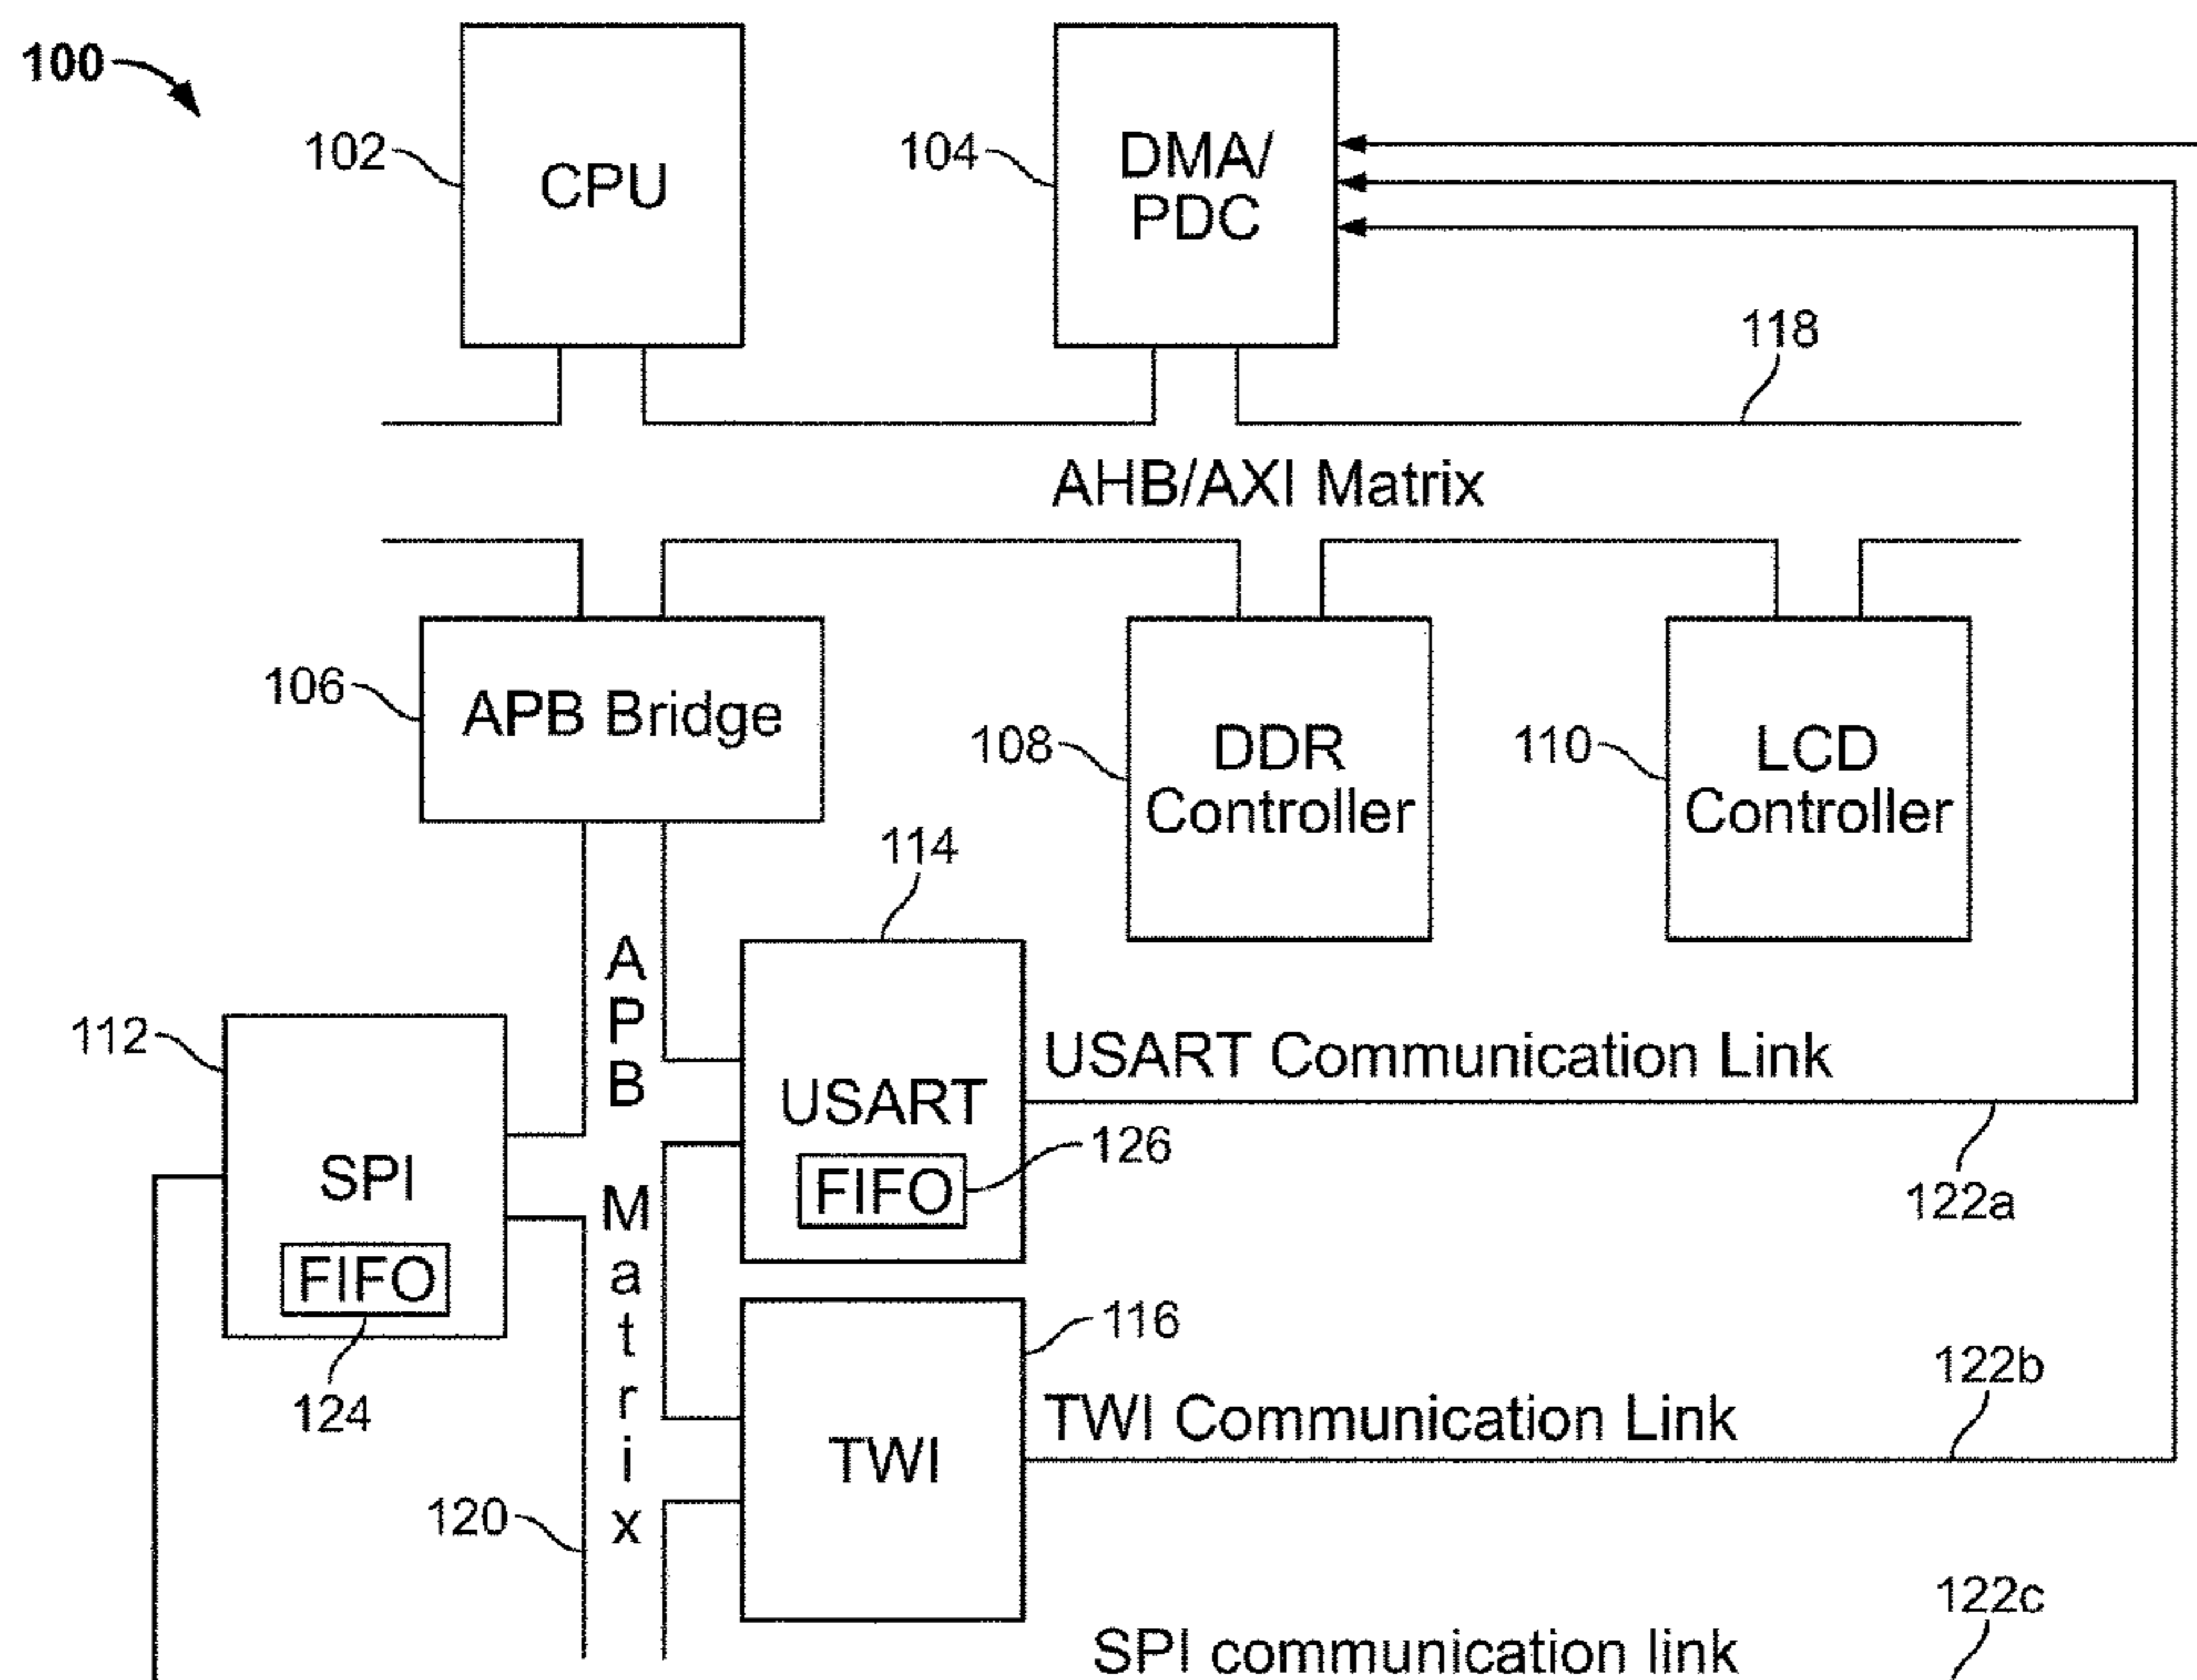 100
102
CPU
104
DMA/
PDC
118
AHB/AXI Matrix
106
APB Bridge
108
DDR
Controller
110
LCD
Controller
114
APB Matrix
112
SPI
FIFO
124
USART
FIFO
126
USART Communication Link
122a
116
TWI
TWI Communication Link
122b
120
122c
SPI communication link